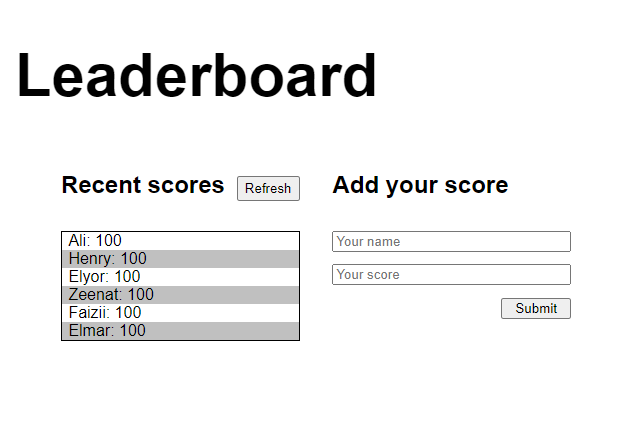 Leaderboard
Recent scores
Refresh
Ali: 100
Henry: 100
Elyor: 100
Zeenat: 100
Faizii: 100
Elmar: 100
Add your score
Your name
Your score
Submit